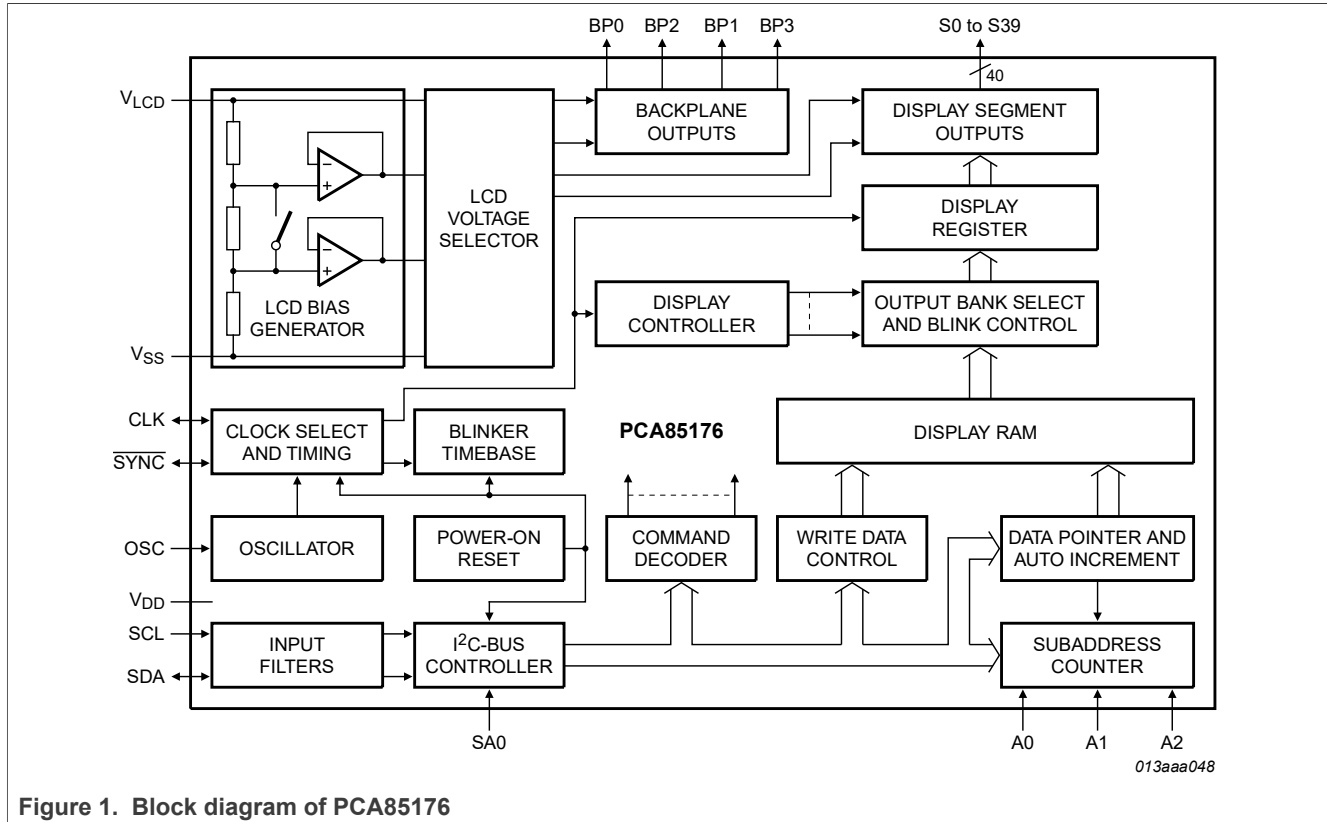 BP0 BP2 BP1 BP3 S0 to S39
40
VLCD
BACKPLANE
OUTPUTS
DISPLAY SEGMENT
OUTPUTS
-
+
LCD
VOLTAGE
SELECTOR
DISPLAY
REGISTER
-
+
LCD BIAS
GENERATOR
DISPLAY
CONTROLLER
OUTPUT BANK SELECT
AND BLINK CONTROL
VSS
CLK
SYNC
CLOCK SELECT
AND TIMING
BLINKER
TIMEBASE
PCA85176
DISPLAY RAM
OSC
OSCILLATOR
POWER-ON
RESET
COMMAND
DECODER
WRITE DATA
CONTROL
DATA POINTER AND
AUTO INCREMENT
VDD
SCL
SDA
INPUT
FILTERS
I2C-BUS
CONTROLLER
SUBADDRESS
COUNTER
SA0 A0 A1 A2
013aaa048
Figure 1. Block diagram of PCA85176